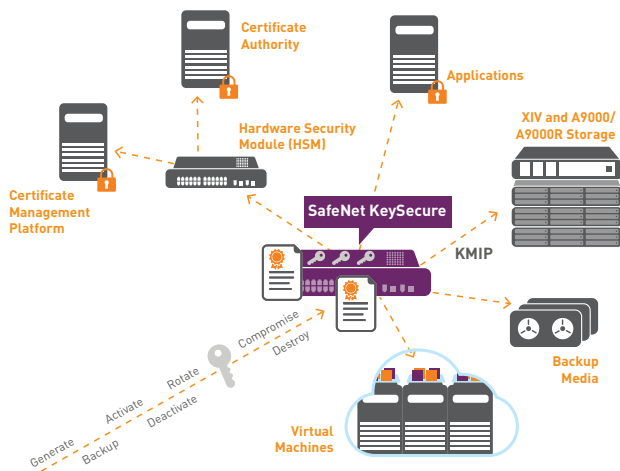 Certificate
Authority
Applications
XIV and A9000/
A9000R Storage
Hardware Security
Module (HSM)
Certificate
Management
Platform
SafeNet KeySecure
KMIP
Backup
Media
Virtual
Machines
Generate
Backup
Activate
Deactivate
Rotate
Compromise
Destroy